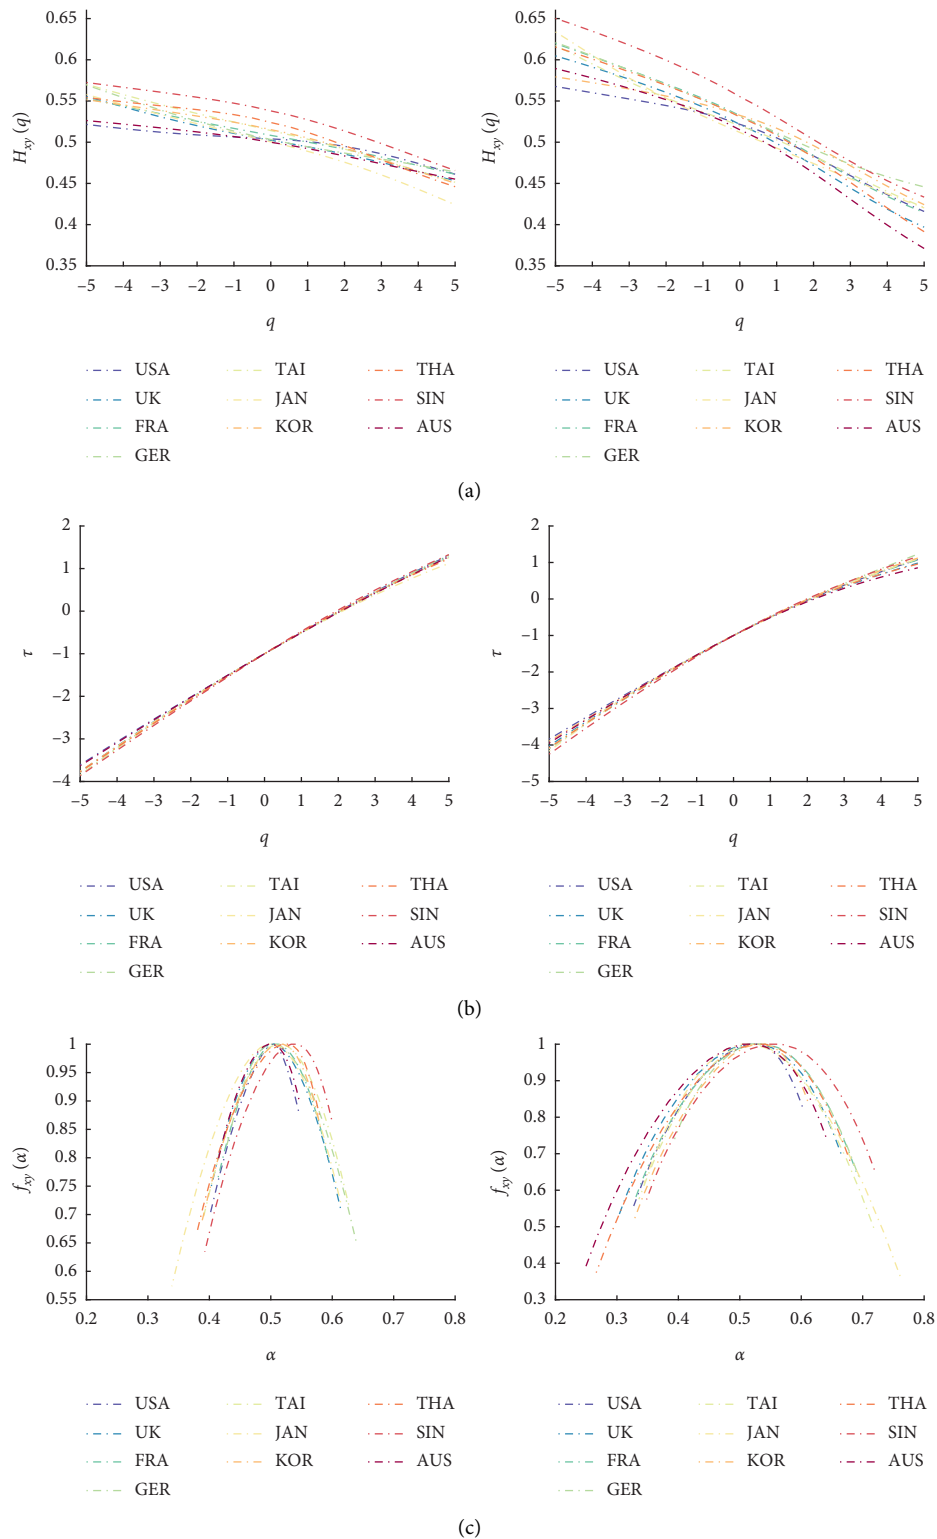 0.65
0.6
0.55
0.5
0.45
0.4
0.35
H_xy (q)
–5 –4 –3 –2 –1 0 1 2 3 4 5
q
USA TAI THA
UK JAN SIN
FRA KOR AUS
GER
0.65
0.6
0.55
0.5
0.45
0.4
0.35
H_xy (q)
–5 –4 –3 –2 –1 0 1 2 3 4 5
q
USA TAI THA
UK JAN SIN
FRA KOR AUS
GER
(a)
2
1
0
–1
–2
–3
–4
τ
–5 –4 –3 –2 –1 0 1 2 3 4 5
q
USA TAI THA
UK JAN SIN
FRA KOR AUS
GER
2
1
0
–1
–2
–3
–4
–5
τ
–5 –4 –3 –2 –1 0 1 2 3 4 5
q
USA TAI THA
UK JAN SIN
FRA KOR AUS
GER
(b)
1
0.95
0.9
0.85
0.8
0.75
0.7
0.65
0.6
0.55
f_xy (α)
0.2 0.3 0.4 0.5 0.6 0.7 0.8
α
USA TAI THA
UK JAN SIN
FRA KOR AUS
GER
1
0.9
0.8
0.7
0.6
0.5
0.4
0.3
f_xy (α)
0.2 0.3 0.4 0.5 0.6 0.7 0.8
α
USA TAI THA
UK JAN SIN
FRA KOR AUS
GER
(c)